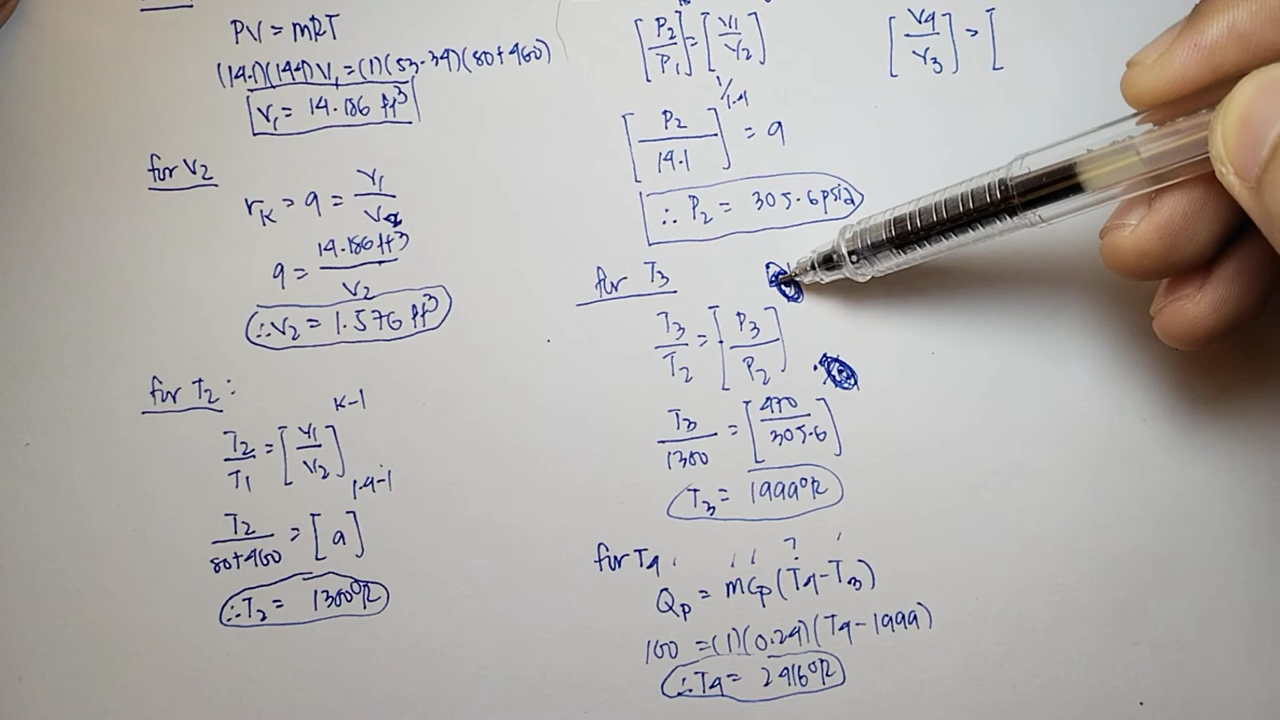 PV = mRT
(14.1)(144)V₁ = (1)(53.34)(80+460)
V₁ = 14.186 ft³
for V₂
rₖ = 9 = V₁/V₂
9 = 14.186 ft³/V₂
∴ V₂ = 1.576 ft³
for T₂ :
T₂/T₁ = [V₁/V₂]^(K-1)
T₂/(80+460) = [9]^(1.4-1)
∴ T₂ = 1300°R
[P₂/P₁] = [V₁/V₂]
[P₂/14.1]^(1/1.4) = 9
∴ P₂ = 305.6 psia
for T₃
T₃/T₂ = [P₃/P₂]
T₃/1300 = [470/305.6]
T₃ = 1999°R
for T₄
Qp = mCp(T₄-T₃)
100 = (1)(0.24)(T₄-1999)
∴ T₄ = 2416°R
[V₄/V₃] = [